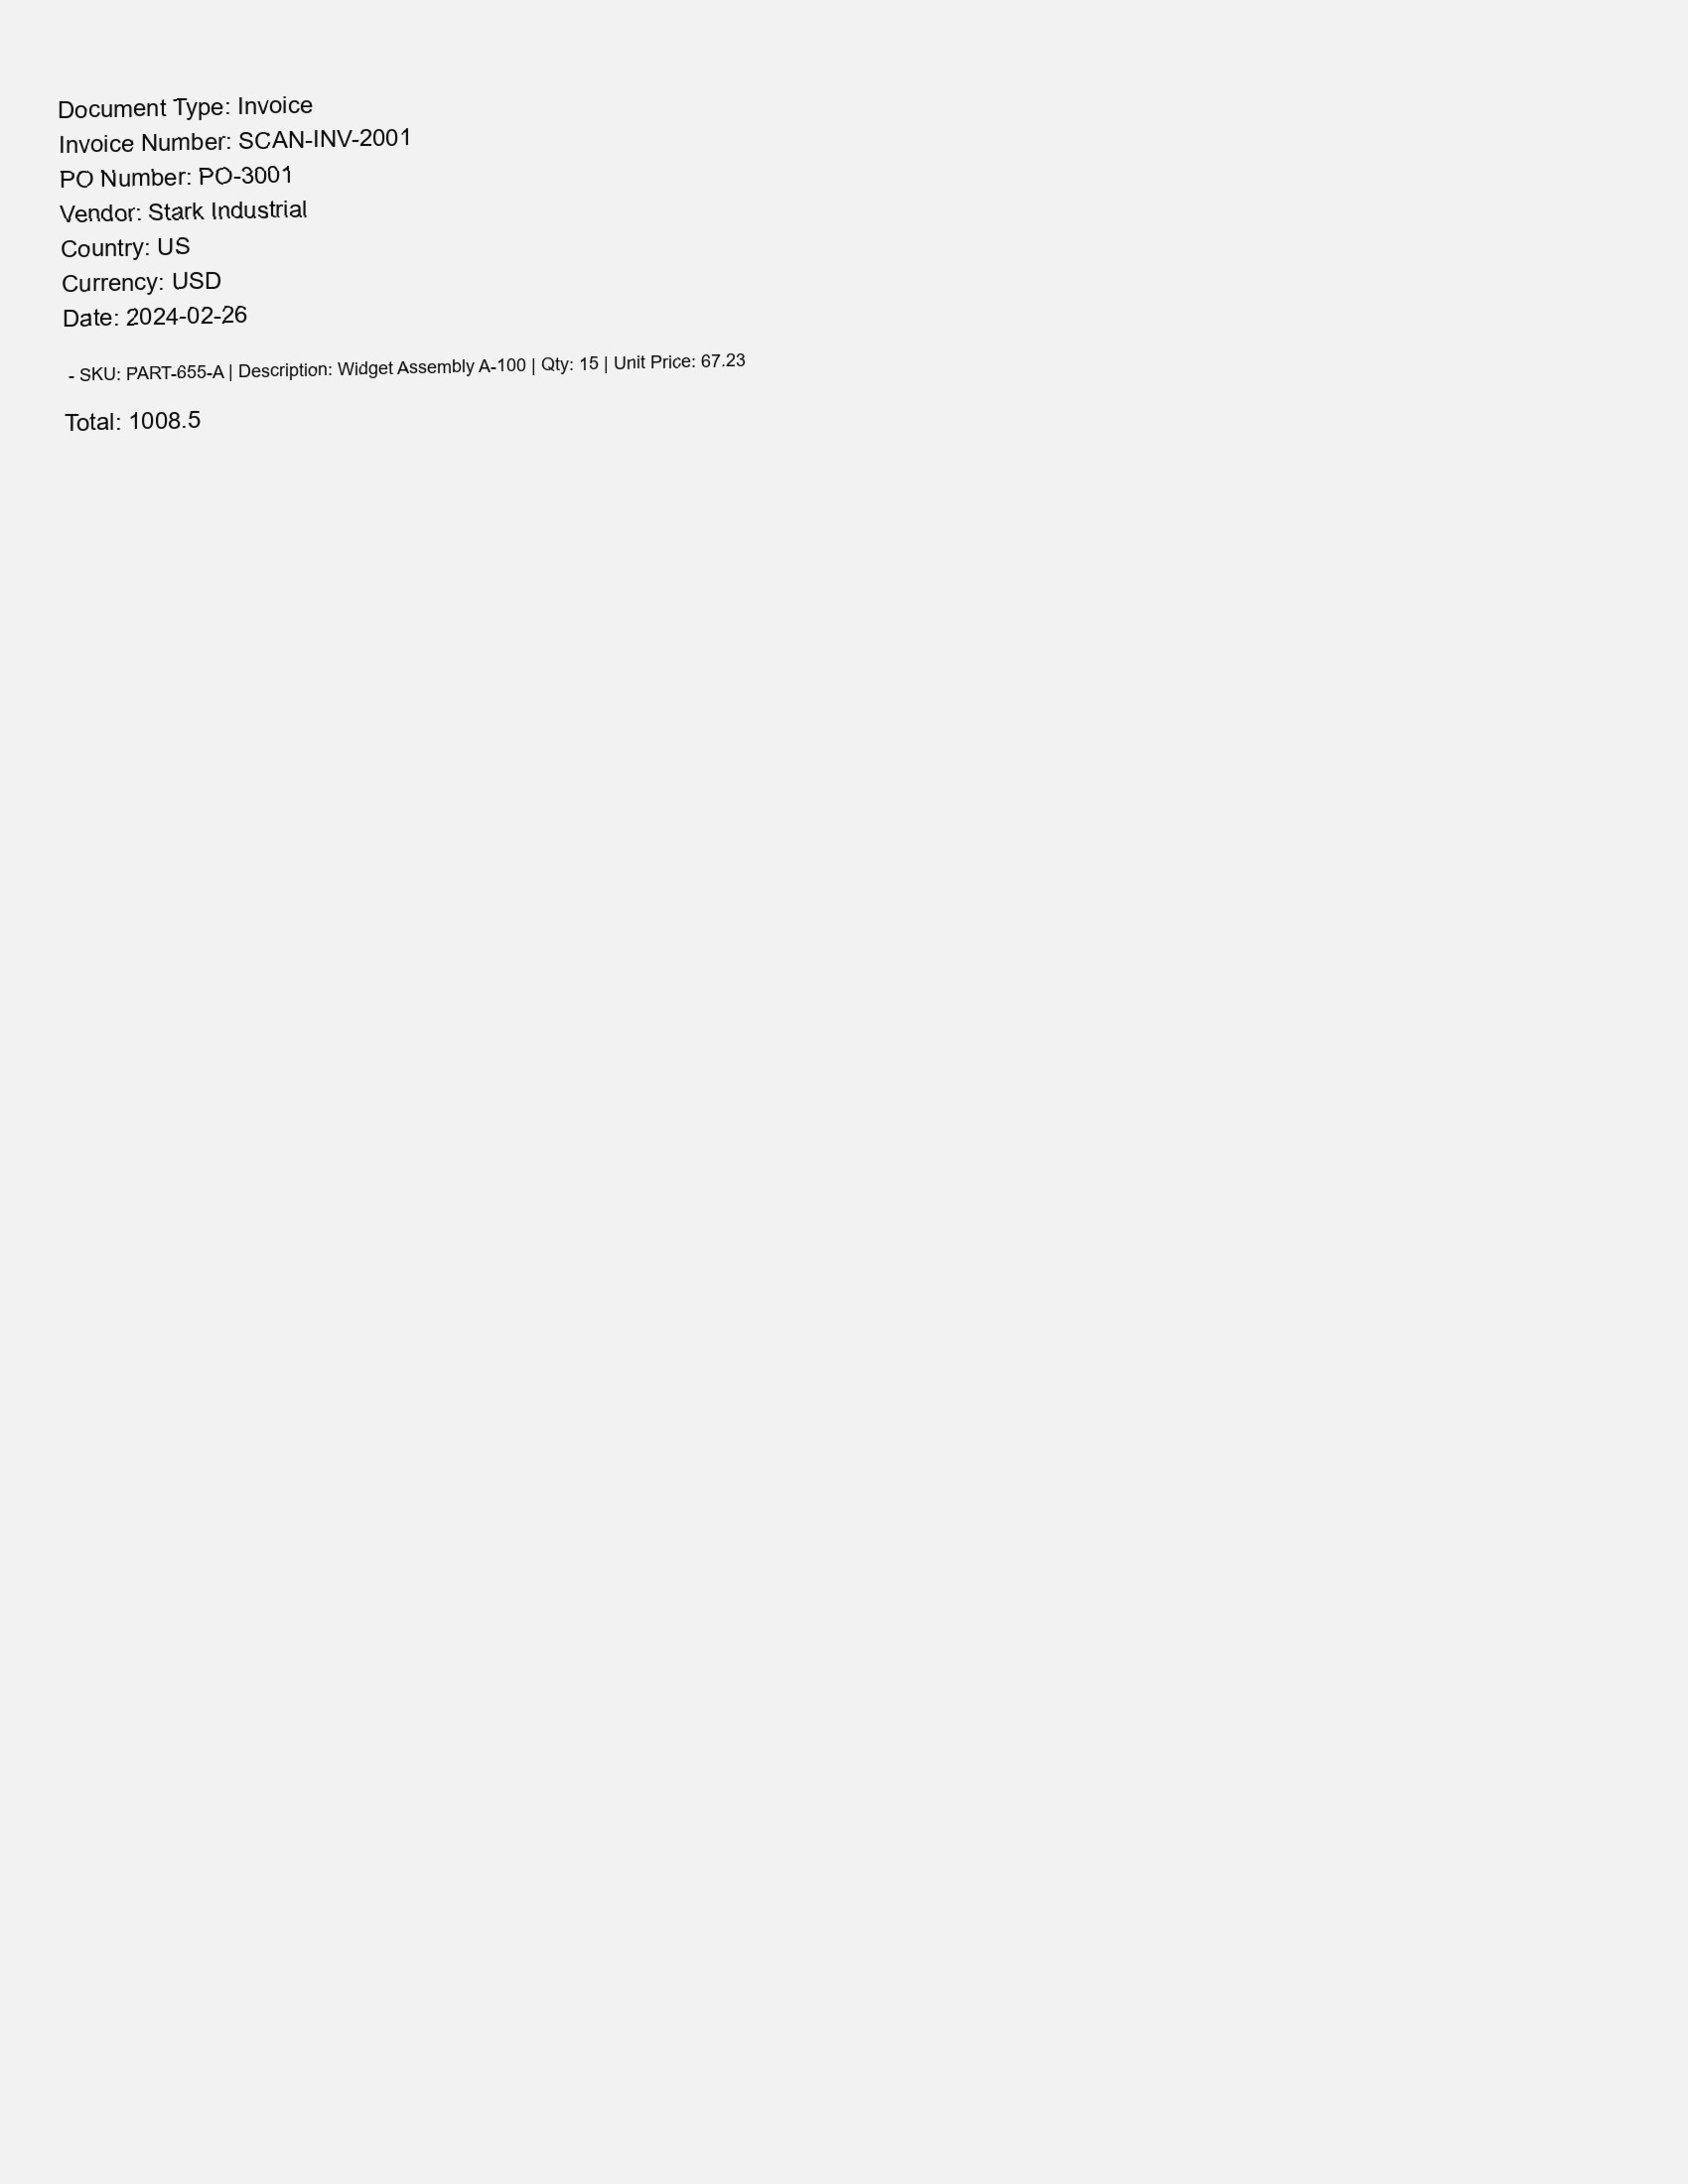 Document Type: Invoice
Invoice Number: SCAN-INV-2001
PO Number: PO-3001
Vendor: Stark Industrial
Country: US
Currency: USD
Date: 2024-02-26
- SKU: PART-655-A | Description: Widget Assembly A-100 | Qty: 15 | Unit Price: 67.23
Total: 1008.5